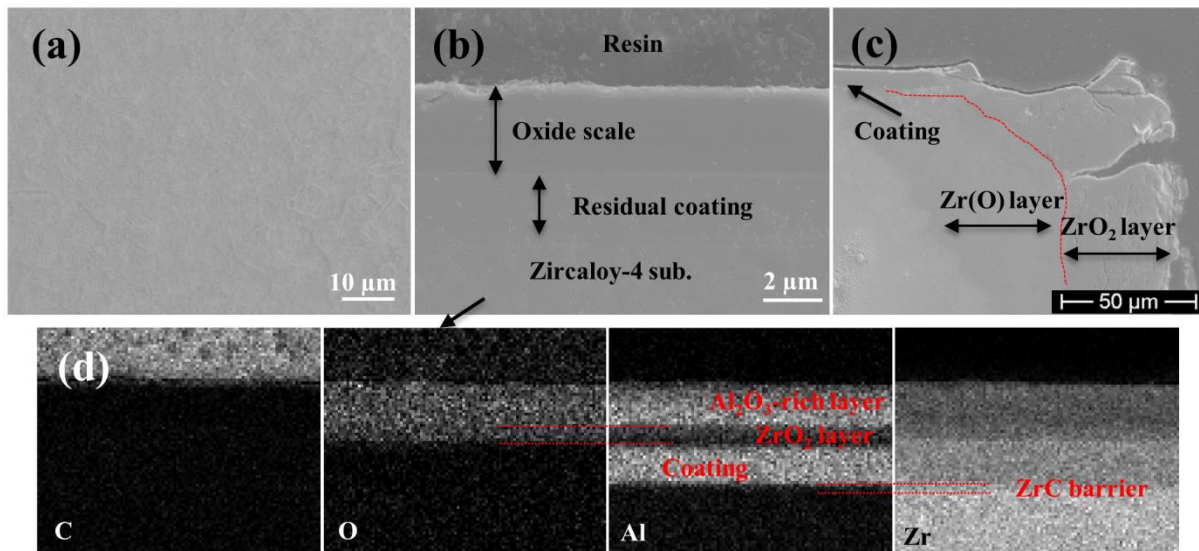 (a)
10 µm
(b)
Resin
Oxide scale
Residual coating
Zircaloy-4 sub.
2 µm
(c)
Coating
Zr(O) layer
ZrO₂ layer
50 µm
(d)
C
O
Al₂O₃-rich layer
ZrO₂ layer
Coating
Al
ZrC barrier
Zr